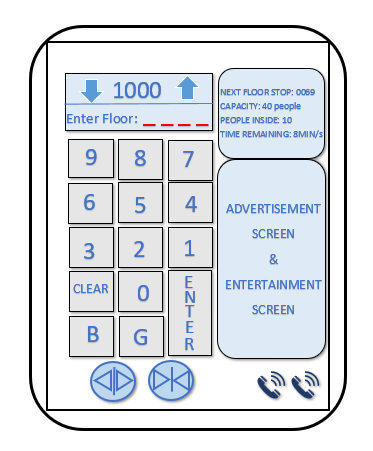 1000
Enter Floor: _ _ _ _
NEXT FLOOR STOP: 0069
CAPACITY: 40 people
PEOPLE INSIDE: 10
TIME REMAINING: 8MIN/s
9 8 7
6 5 4
3 2 1
CLEAR 0 ENTER
B G
ADVERTISEMENT
SCREEN
&
ENTERTAINMENT
SCREEN